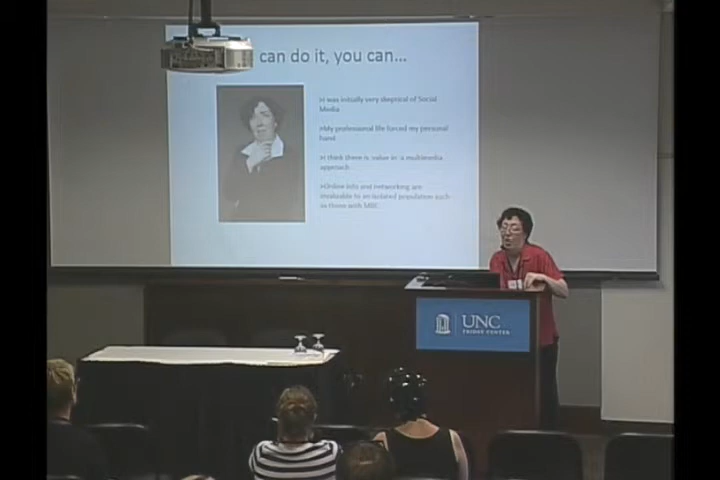 can do it, you can...
I was initially very skeptical of Social
Media
My professional life forced my personal
hand
I think there is value in a multimedia
approach
Online info and networking are
invaluable to an isolated population such
as those with MBC
UNC
FRIDAY CENTER